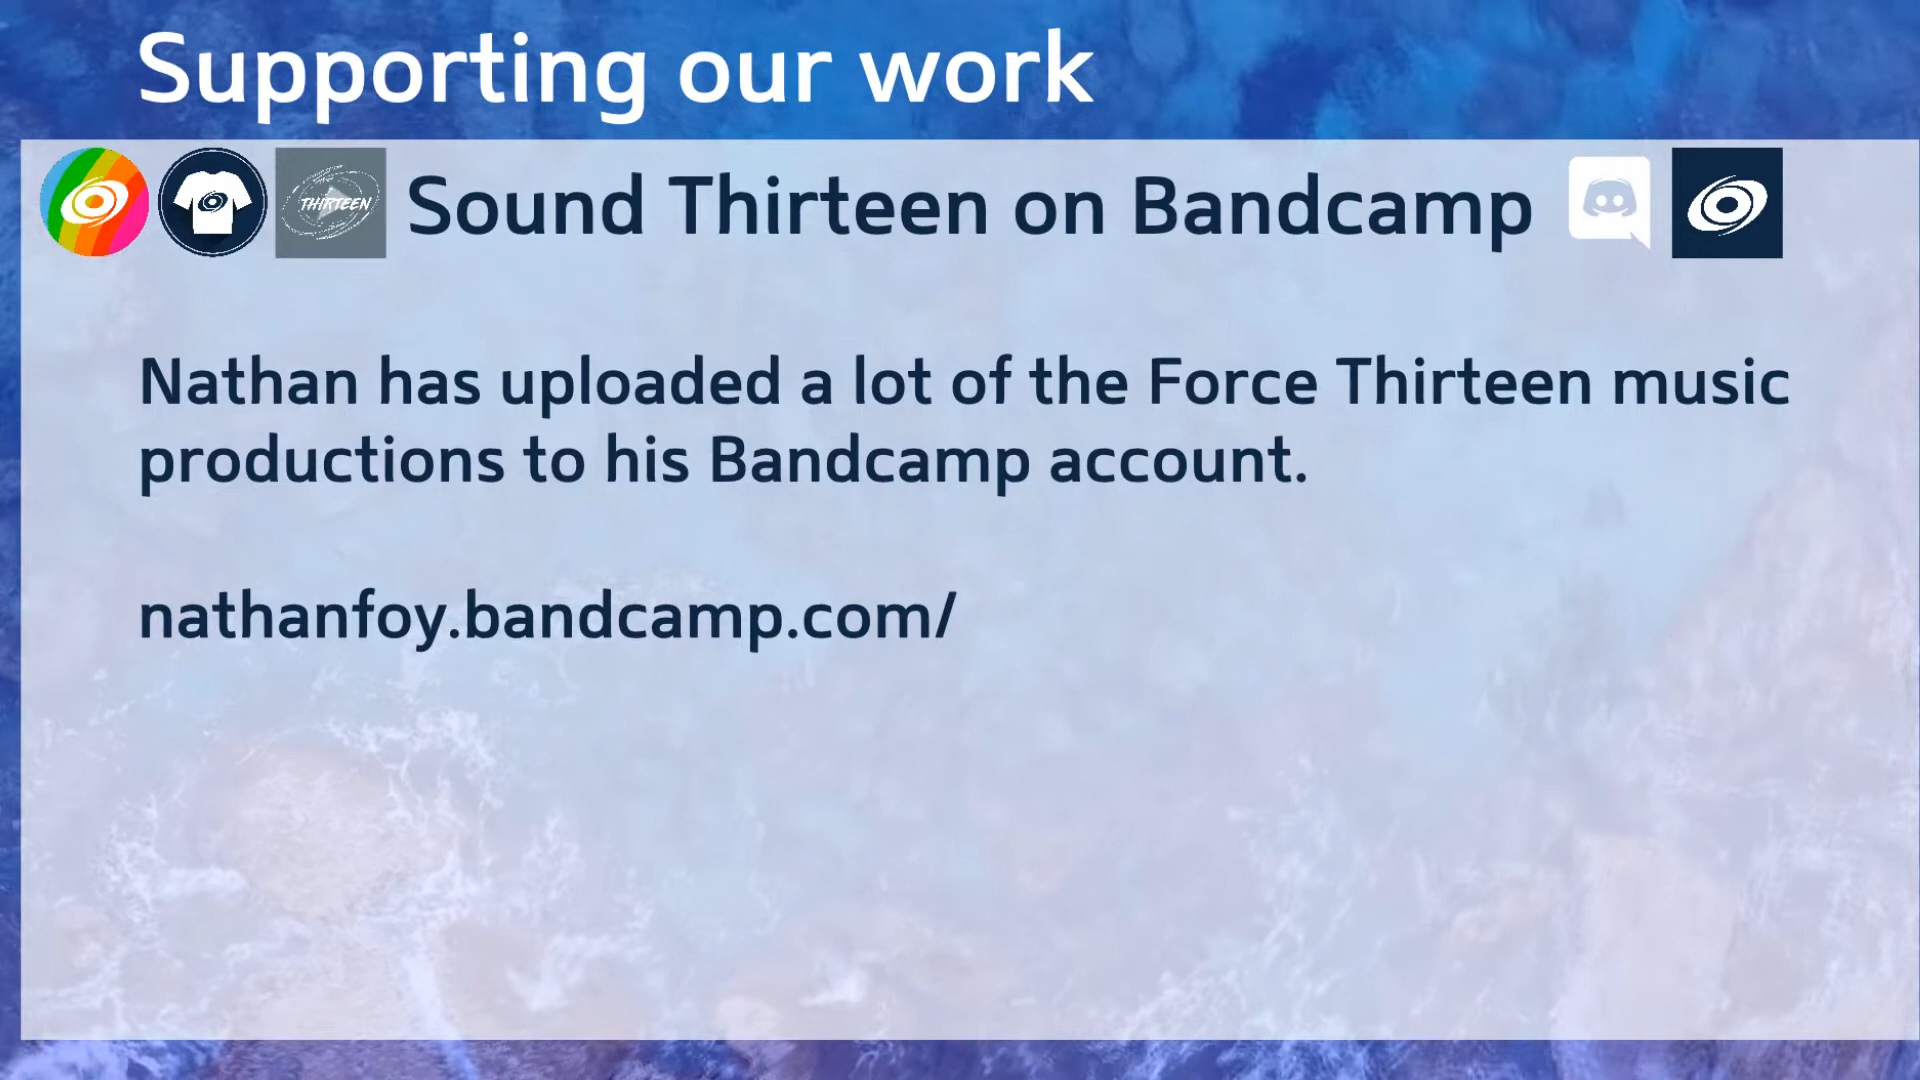 Supporting our work
THIRTEEN
Sound Thirteen on Bandcamp
Nathan has uploaded a lot of the Force Thirteen music
productions to his Bandcamp account.
nathanfoy.bandcamp.com/